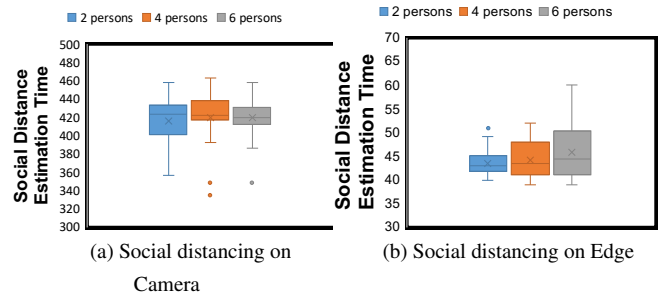 2 persons 4 persons 6 persons
500
480
460
440
420
400
380
360
340
320
300
Social Distance
Estimation Time
(a) Social distancing on
Camera
2 persons 4 persons 6 persons
70
65
60
55
50
45
40
35
30
Social Distance
Estimation Time
(b) Social distancing on Edge